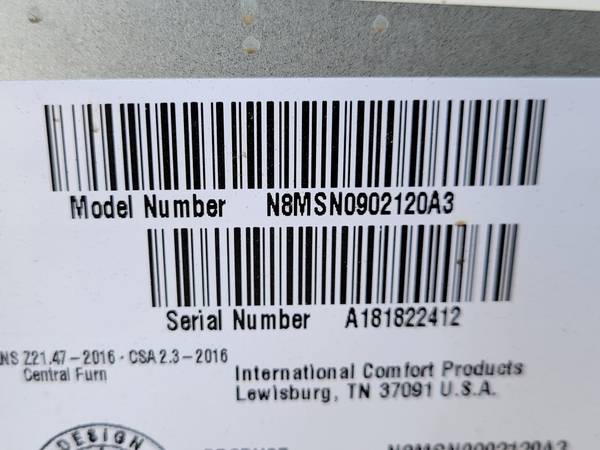 Model Number N8MSN0902120A3
Serial Number A181822412
NS Z21.47-2016 · CSA 2.3-2016
Central Furn
International Comfort Products
Lewisburg, TN 37091 U.S.A.
DESIGN